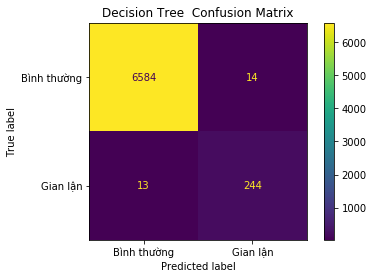 Decision Tree  Confusion Matrix
True label
Bình thường
6584
14
Gian lận
13
244
Bình thường
Gian lận
Predicted label
6000
5000
4000
3000
2000
1000